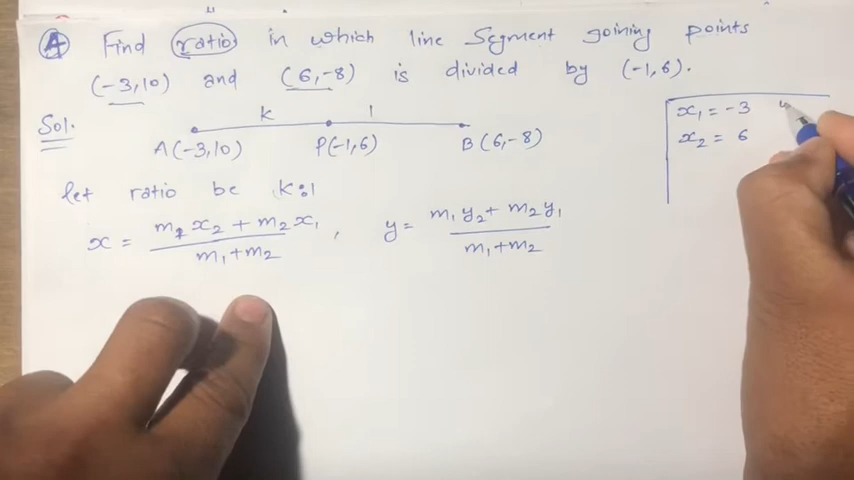 A Find ratio in which line Segment joining points
(-3,10) and (6,-8) is divided by (-1,6).
Sol.
K 1
A(-3,10) P(-1,6) B(6,-8)
let ratio be K:1
x = m₁x₂ + m₂x₁ / m₁+m₂ , y = m₁y₂ + m₂y₁ / m₁+m₂
x₁ = -3
x₂ = 6